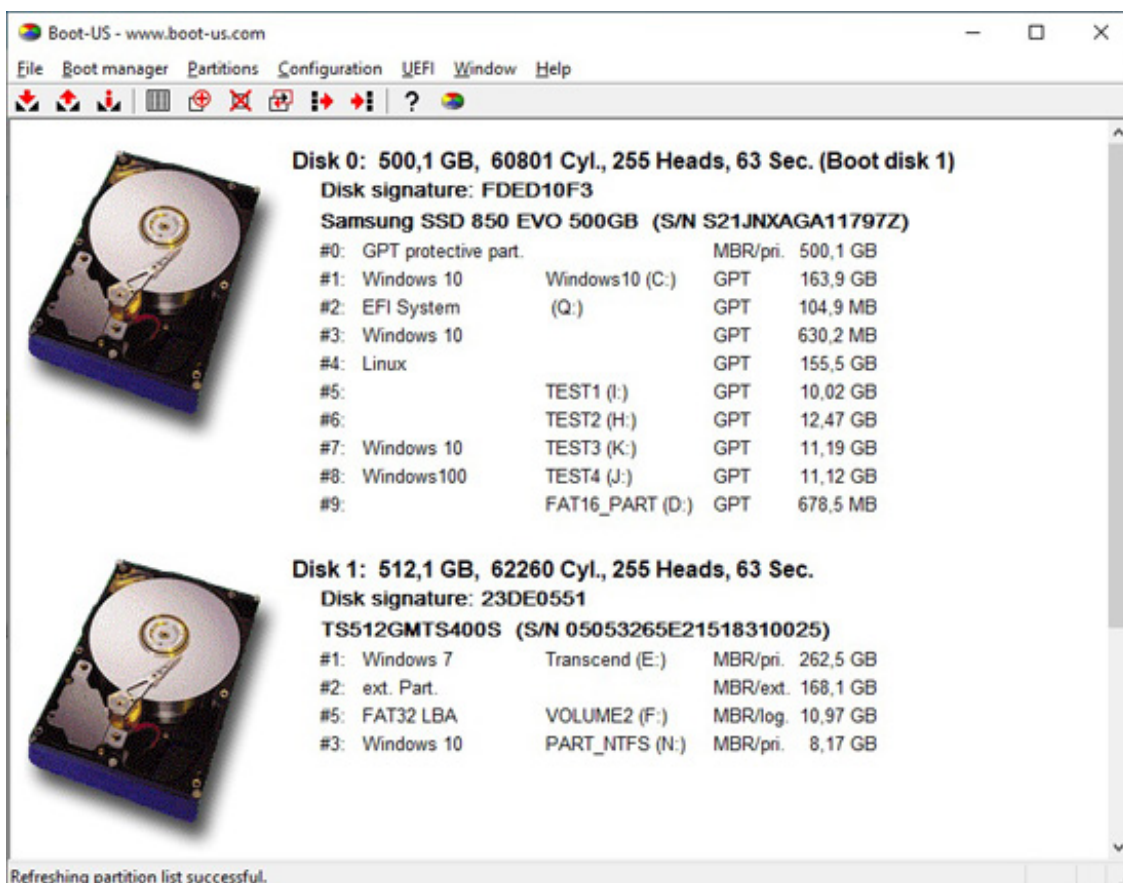 Boot-US - www.boot-us.com
File Boot manager Partitions Configuration UEFI Window Help
?
Disk 0: 500,1 GB, 60801 Cyl., 255 Heads, 63 Sec. (Boot disk 1)
Disk signature: FDED10F3
Samsung SSD 850 EVO 500GB (S/N S21JNXAGA11797Z)
#0: GPT protective part. MBR/pri. 500,1 GB
#1: Windows 10 Windows10 (C:) GPT 163,9 GB
#2: EFI System (Q:) GPT 104,9 MB
#3: Windows 10 GPT 630,2 MB
#4: Linux GPT 155,5 GB
#5: TEST1 (I:) GPT 10,02 GB
#6: TEST2 (H:) GPT 12,47 GB
#7: Windows 10 TEST3 (K:) GPT 11,19 GB
#8: Windows100 TEST4 (J:) GPT 11,12 GB
#9: FAT16_PART (D:) GPT 678,5 MB
Disk 1: 512,1 GB, 62260 Cyl., 255 Heads, 63 Sec.
Disk signature: 23DE0551
TS512GMTS400S (S/N 05053265E21518310025)
#1: Windows 7 Transcend (E:) MBR/pri. 262,5 GB
#2: ext. Part. MBR/ext. 168,1 GB
#5: FAT32 LBA VOLUME2 (F:) MBR/log. 10,97 GB
#3: Windows 10 PART_NTFS (N:) MBR/pri. 8,17 GB
Refreshing partition list successful.